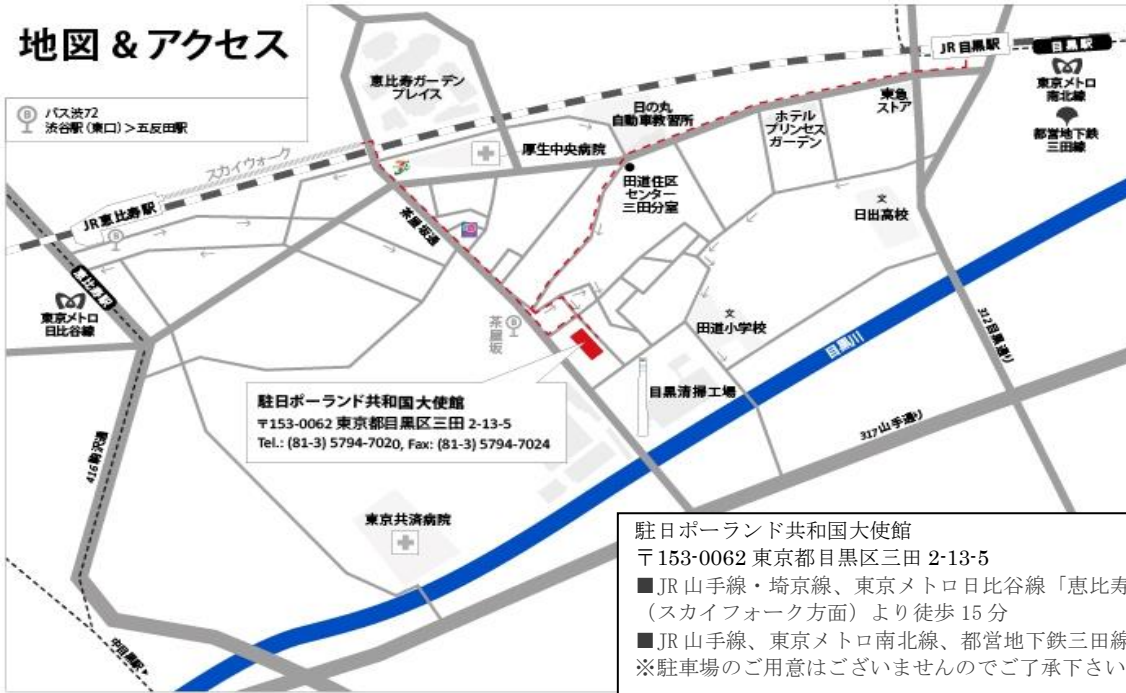 地図 & アクセス
B バス渋72
渋谷駅（東口）＞五反田駅
スカイウォーク
JR 恵比寿駅
B
恵比寿駅
東京メトロ
日比谷線
恵比寿ガーデン
プレイス
厚生中央病院
日の丸
自動車教習所
ホテル
プリンセス
ガーデン
東急
ストア
JR 目黒駅
目黒駅
東京メトロ
南北線
都営地下鉄
三田線
田道住区
センター
三田分室
茶屋坂通
文
日出高校
文
田道小学校
茶屋坂
B
目黒清掃工場
目黒川
312 目黒通り
317 山手通り
416 駒沢通
中目黒駅
東京共済病院
駐日ポーランド共和国大使館
〒153-0062 東京都目黒区三田 2-13-5
Tel.: (81-3) 5794-7020, Fax: (81-3) 5794-7024
駐日ポーランド共和国大使館
〒153-0062 東京都目黒区三田 2-13-5
■JR 山手線・埼京線、東京メトロ日比谷線「恵比寿
（スカイフォーク方面）より徒歩 15 分
■JR 山手線、東京メトロ南北線、都営地下鉄三田線
※駐車場のご用意はございませんのでご了承下さい